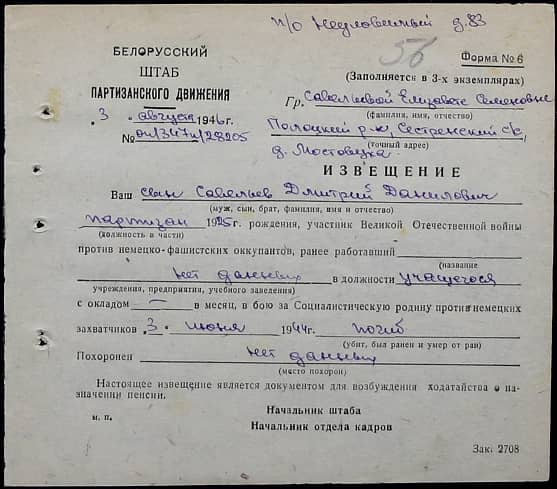 п/о Неуловимый д. 83
56
Форма № 6
БЕЛОРУССКИЙ
ШТАБ
ПАРТИЗАНСКОГО ДВИЖЕНИЯ
3 августа 1946 г.
№
(Заполняется в 3-х экземплярах)
Гр. Савельевой Елизавете Семеновне
(фамилия, имя, отчество)
Полоцкий р-н, Сестренский с/с
(точный адрес)
д.
ИЗВЕЩЕНИЕ
Ваш сын Савельев Дмитрий Данилович
(муж, сын, брат, фамилия, имя и отчество)
партизан 1925 г. рождения, участник Великой Отечественной войны
(должность в части)
против немецко-фашистских оккупантов, ранее работавший
(название
нет данных в должности учащегося
учреждения, предприятия, учебного заведения)
с окладом — в месяц, в бою за Социалистическую родину против немецких
захватчиков 3 июня 1944 г. погиб
(убит, был ранен и умер от ран)
Похоронен нет данных
(место похорон)
Настоящее извещение является документом для возбуждения ходатайства о на-
значении пенсии.
м. п.
Начальник штаба
Начальник отдела кадров
Зак. 2708